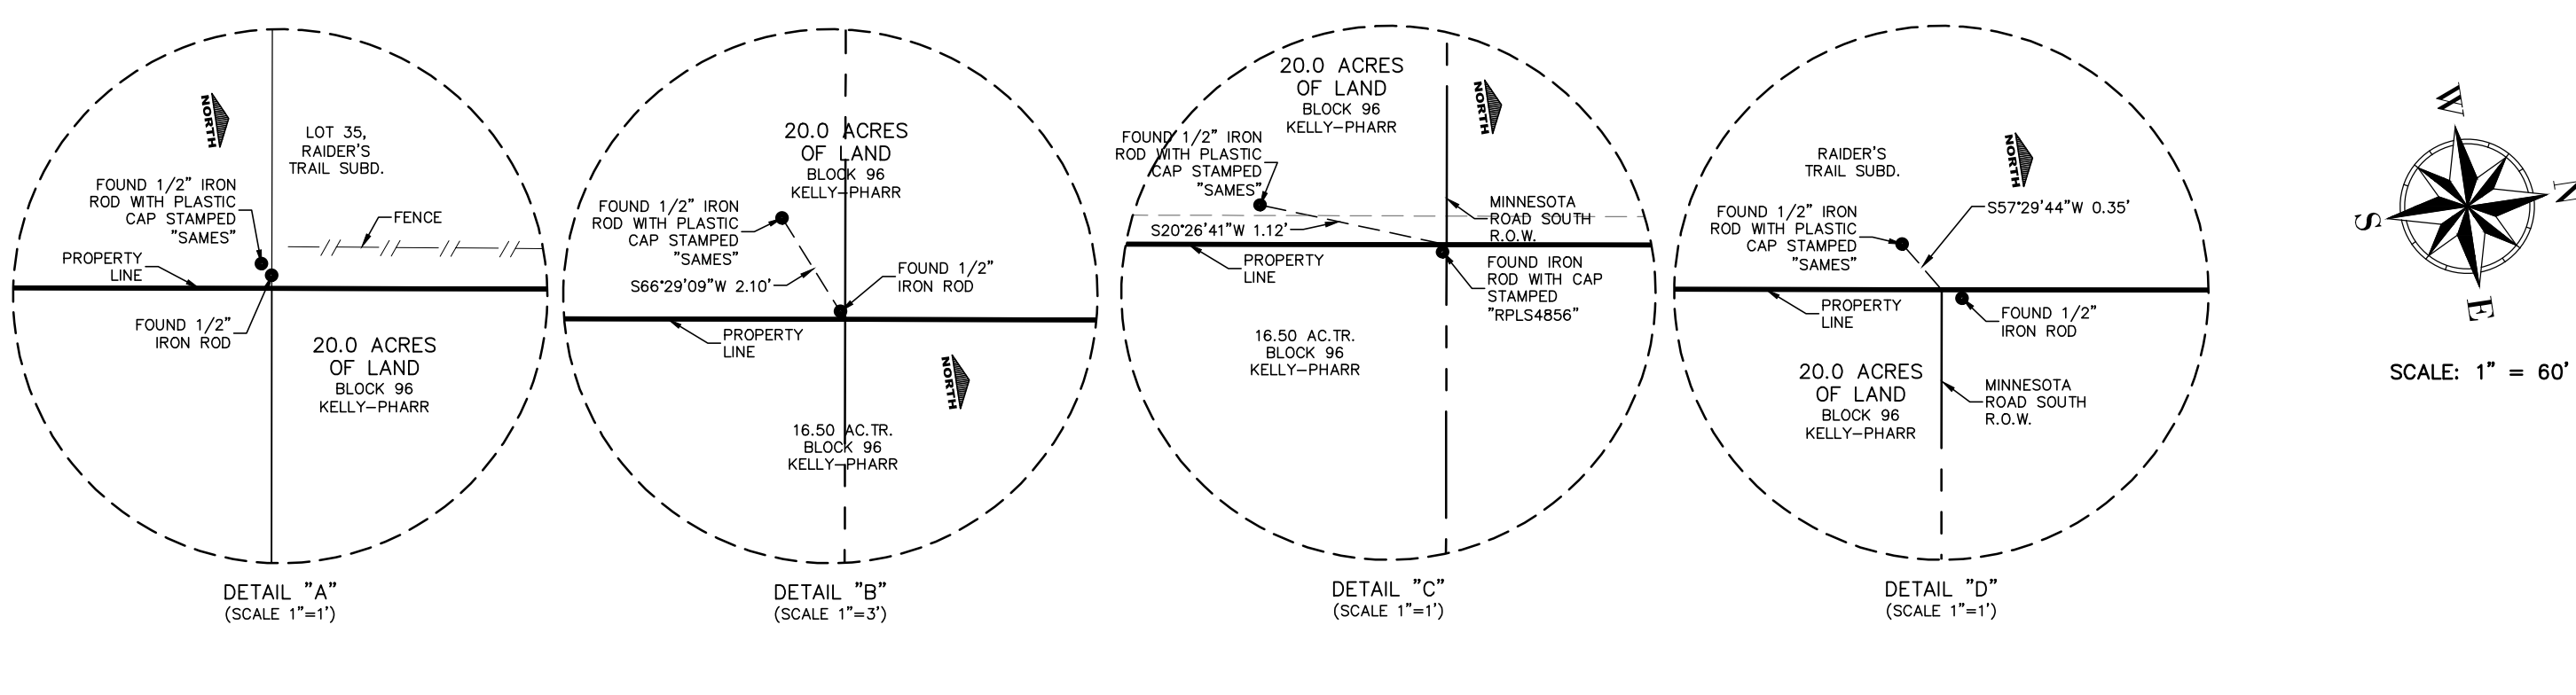 NORTH
LOT 35,
RAIDER'S
TRAIL SUBD.
FOUND 1/2" IRON
ROD WITH PLASTIC
CAP STAMPED
"SAMES"
FENCE
PROPERTY
LINE
FOUND 1/2"
IRON ROD
20.0 ACRES
OF LAND
BLOCK 96
KELLY-PHARR
DETAIL "A"
(SCALE 1"=1')
20.0 ACRES
OF LAND
BLOCK 96
KELLY-PHARR
FOUND 1/2" IRON
ROD WITH PLASTIC
CAP STAMPED
"SAMES"
S66°29'09"W 2.10'
FOUND 1/2"
IRON ROD
PROPERTY
LINE
NORTH
16.50 AC.TR.
BLOCK 96
KELLY-PHARR
DETAIL "B"
(SCALE 1"=3')
20.0 ACRES
OF LAND
BLOCK 96
KELLY-PHARR
NORTH
FOUND 1/2" IRON
ROD WITH PLASTIC
CAP STAMPED
"SAMES"
S20°26'41"W 1.12'
MINNESOTA
ROAD SOUTH
R.O.W.
PROPERTY
LINE
FOUND IRON
ROD WITH CAP
STAMPED
"RPLS4856"
16.50 AC.TR.
BLOCK 96
KELLY-PHARR
DETAIL "C"
(SCALE 1"=1')
RAIDER'S
TRAIL SUBD.
NORTH
FOUND 1/2" IRON
ROD WITH PLASTIC
CAP STAMPED
"SAMES"
S57°29'44"W 0.35'
PROPERTY
LINE
FOUND 1/2"
IRON ROD
20.0 ACRES
OF LAND
BLOCK 96
KELLY-PHARR
MINNESOTA
ROAD SOUTH
R.O.W.
DETAIL "D"
(SCALE 1"=1')
W
N
S
E
SCALE: 1" = 60'